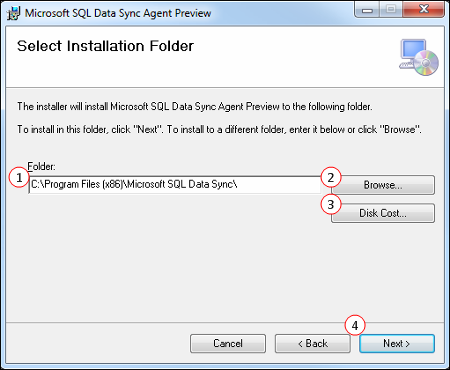 Microsoft SQL Data Sync Agent Preview
Select Installation Folder
The installer will install Microsoft SQL Data Sync Agent Preview to the following folder.
To install in this folder, click "Next". To install to a different folder, enter it below or click "Browse".
Folder:
1 C:\Program Files (x86)\Microsoft SQL Data Sync\ 2 Browse...
3 Disk Cost...
4
Cancel < Back Next >